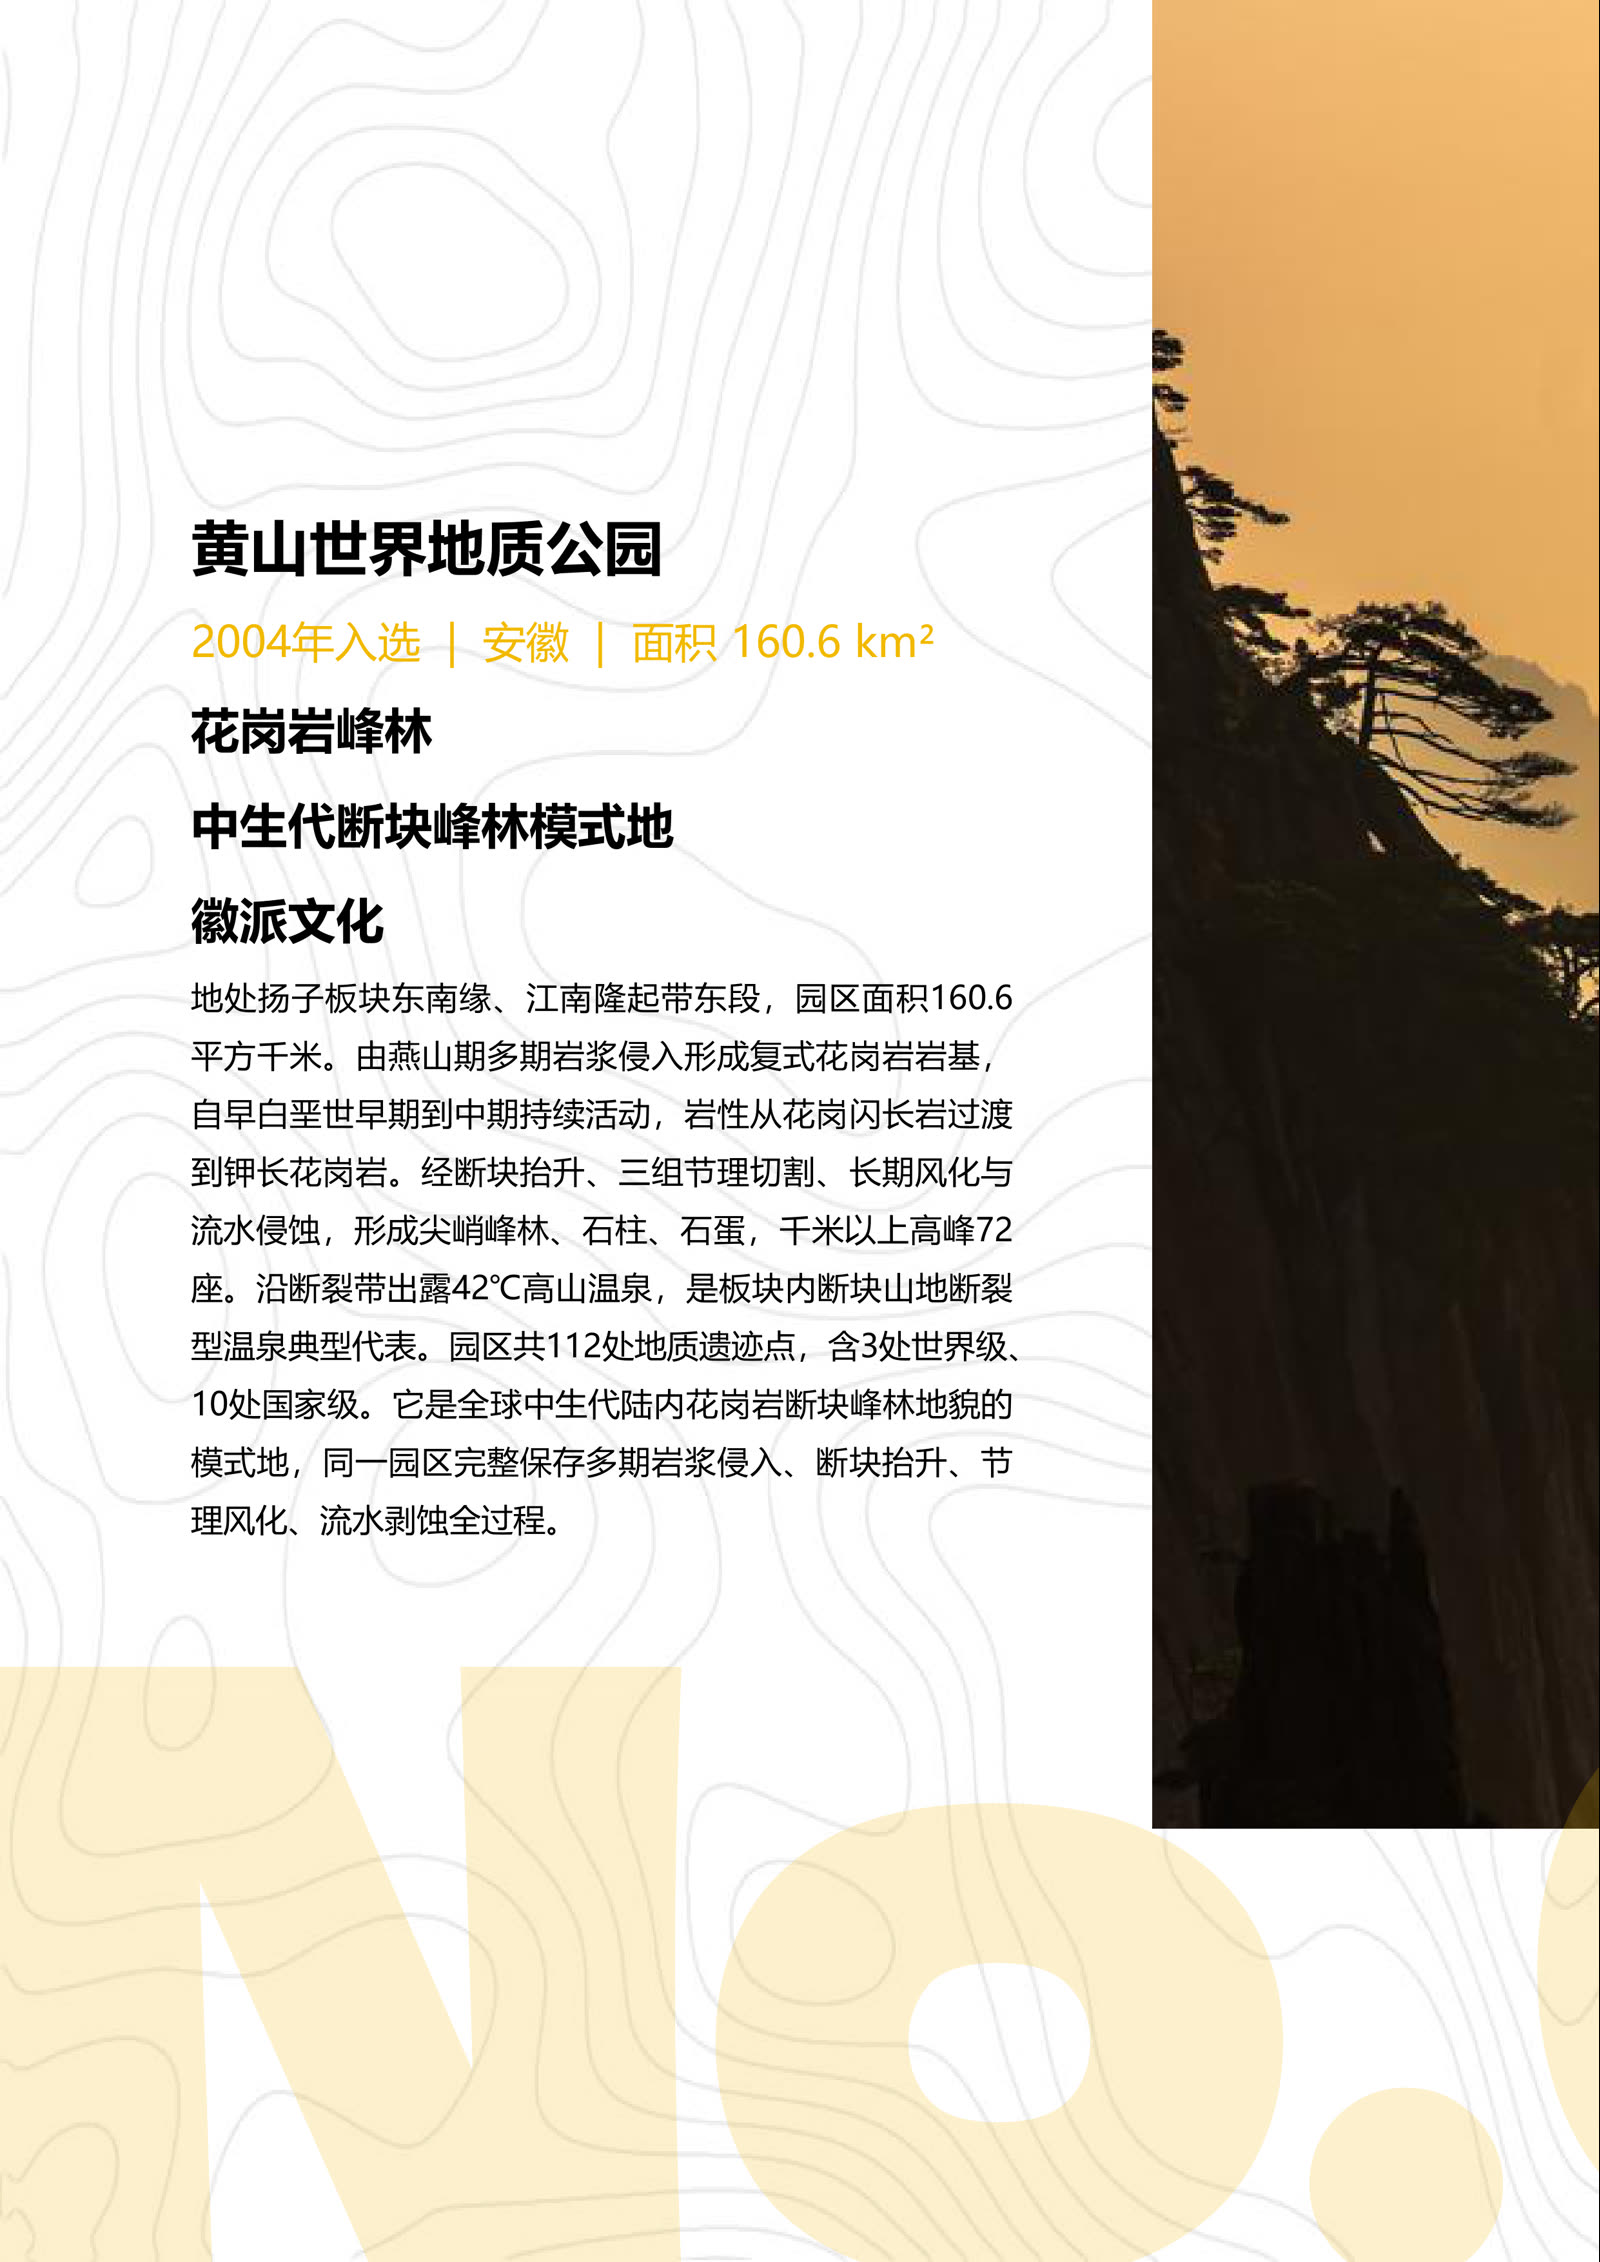 黄山世界地质公园
2004年入选 | 安徽 | 面积 160.6 km²
花岗岩峰林
中生代断块峰林模式地
徽派文化
地处扬子板块东南缘、江南隆起带东段，园区面积160.6
平方千米。由燕山期多期岩浆侵入形成复式花岗岩岩基，
自早白垩世早期到中期持续活动，岩性从花岗闪长岩过渡
到钾长花岗岩。经断块抬升、三组节理切割、长期风化与
流水侵蚀，形成尖峭峰林、石柱、石蛋，千米以上高峰72
座。沿断裂带出露42℃高山温泉，是板块内断块山地断裂
型温泉典型代表。园区共112处地质遗迹点，含3处世界级、
10处国家级。它是全球中生代陆内花岗岩断块峰林地貌的
模式地，同一园区完整保存多期岩浆侵入、断块抬升、节
理风化、流水剥蚀全过程。
No.